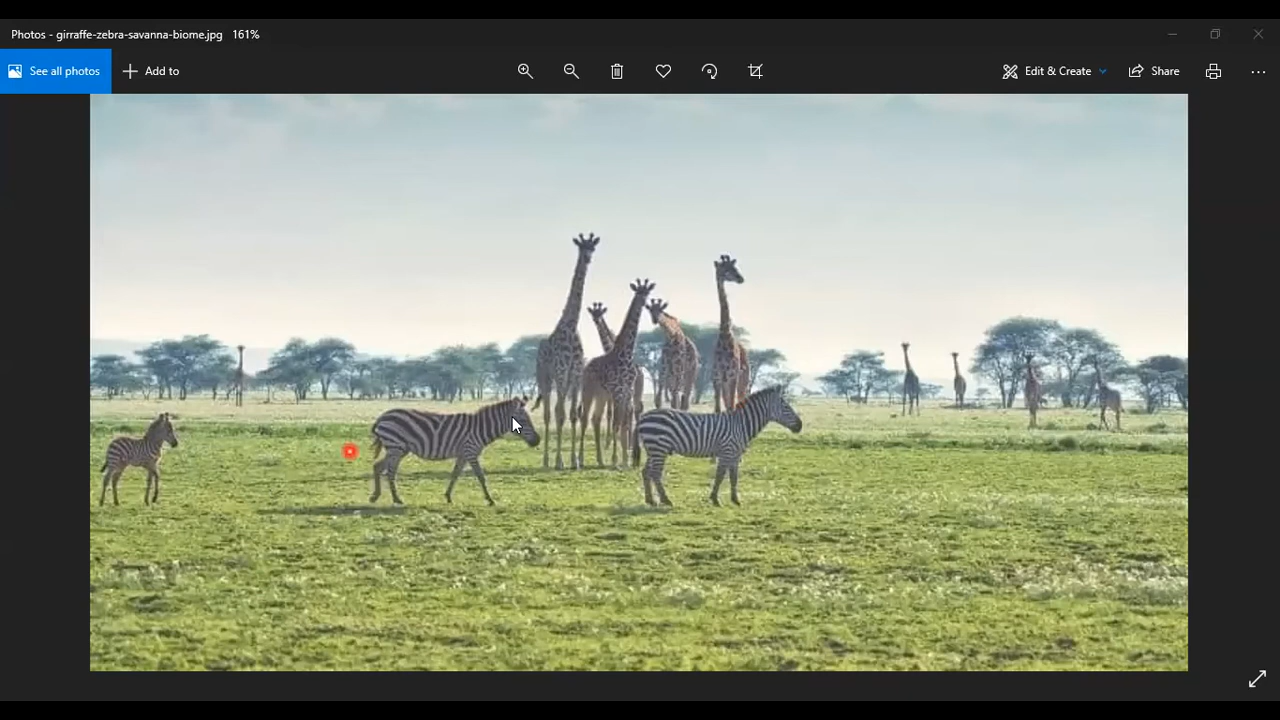 Photos - girraffe-zebra-savanna-biome.jpg 161%
See all photos
Add to
Edit & Create
Share